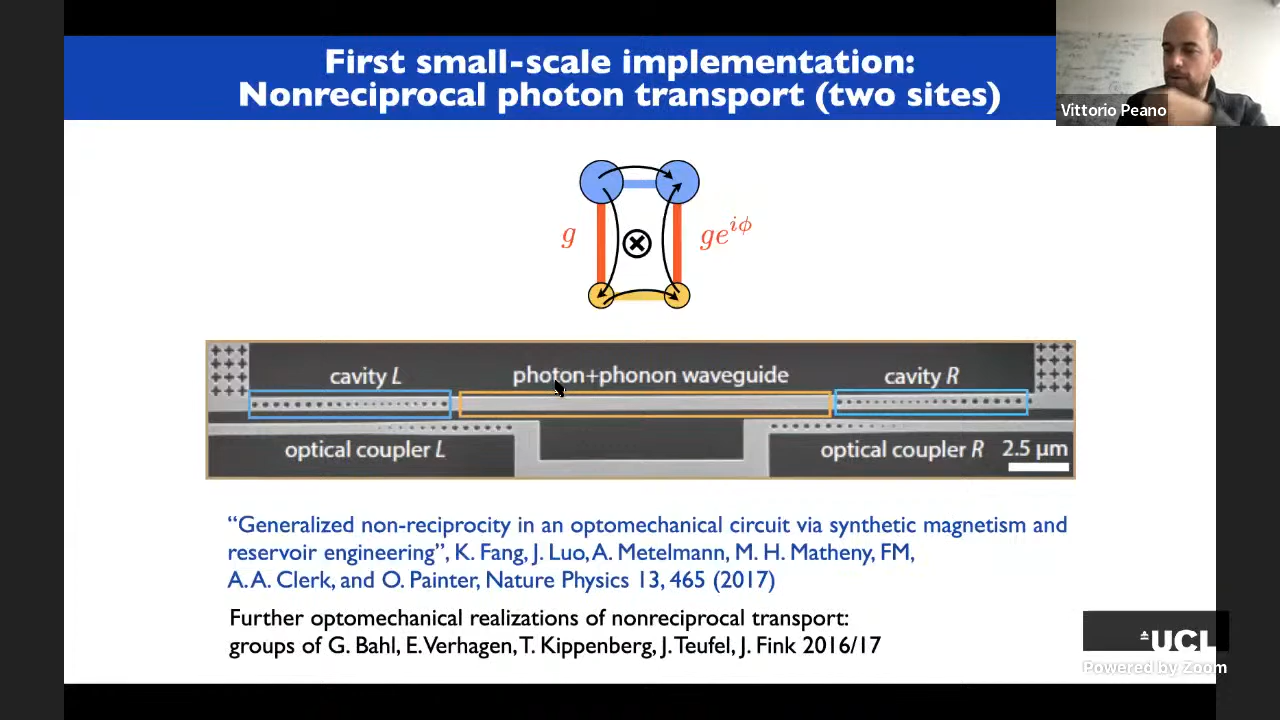 First small-scale implementation:
Nonreciprocal photon transport (two sites)
Vittorio Peano
g
ge^{iϕ}
cavity L
photon+phonon waveguide
cavity R
optical coupler L
optical coupler R
2.5 μm
“Generalized non-reciprocity in an optomechanical circuit via synthetic magnetism and
reservoir engineering”, K. Fang, J. Luo, A. Metelmann, M. H. Matheny, FM,
A. A. Clerk, and O. Painter, Nature Physics 13, 465 (2017)
Further optomechanical realizations of nonreciprocal transport:
groups of G. Bahl, E. Verhagen, T. Kippenberg, J. Teufel, J. Fink 2016/17
UCL
Powered by Zoom